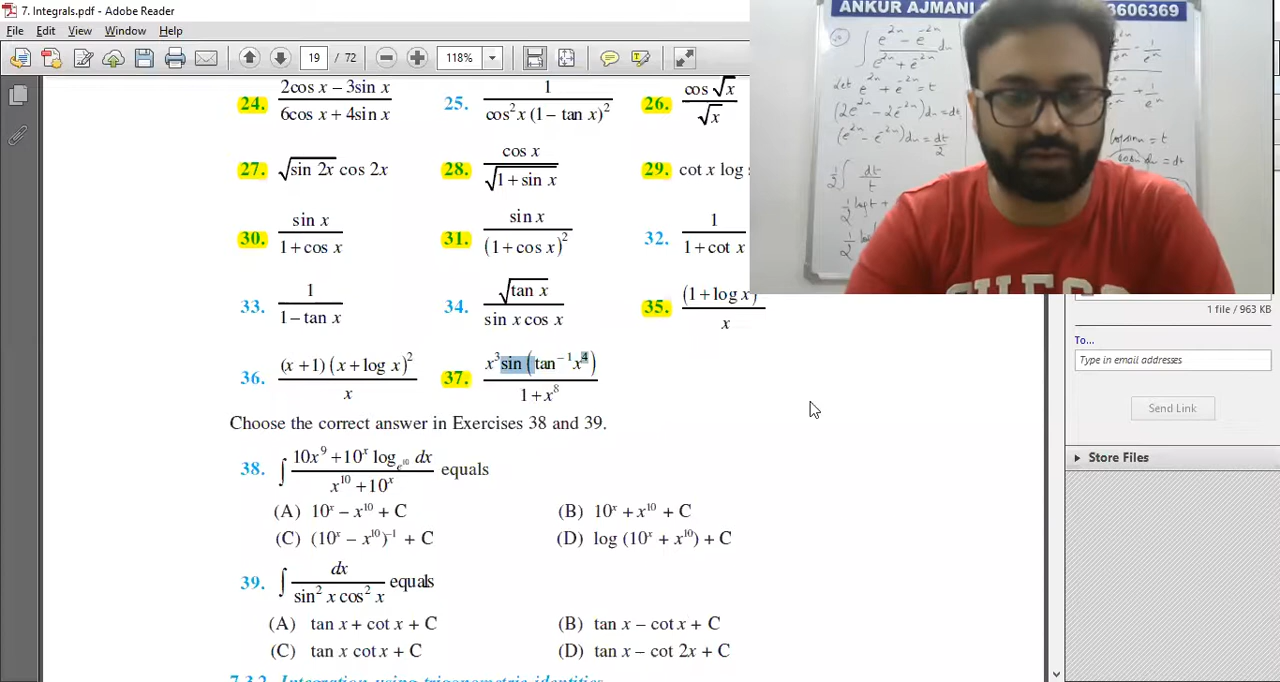 7. Integrals.pdf - Adobe Reader
File Edit View Window Help
19 / 72 118%
ANKUR AJMANI 3606369
24. (2cos x − 3sin x)/(6cos x + 4sin x) 25. 1/(cos² x (1 − tan x)²) 26. cos √x/√x
27. √sin 2x cos 2x 28. cos x/√(1 + sin x) 29. cot x log
30. sin x/(1 + cos x) 31. sin x/(1 + cos x)² 32. 1/(1 + cot x)
33. 1/(1 − tan x) 34. √tan x/(sin x cos x) 35. (1 + log x)/x
36. (x + 1)(x + log x)²/x 37. x³ sin (tan⁻¹ x⁴)/(1 + x⁸)
Choose the correct answer in Exercises 38 and 39.
38. ∫ (10x⁹ + 10ˣ logₑ10 dx)/(x¹⁰ + 10ˣ) equals
(A) 10ˣ − x¹⁰ + C (B) 10ˣ + x¹⁰ + C
(C) (10ˣ − x¹⁰)⁻¹ + C (D) log (10ˣ + x¹⁰) + C
39. ∫ dx/(sin² x cos² x) equals
(A) tan x + cot x + C (B) tan x − cot x + C
(C) tan x cot x + C (D) tan x − cot 2x + C
7.3.2 Integration using trigonometric identities
1 file / 963 KB
To...
Type in email addresses
Send Link
Store Files